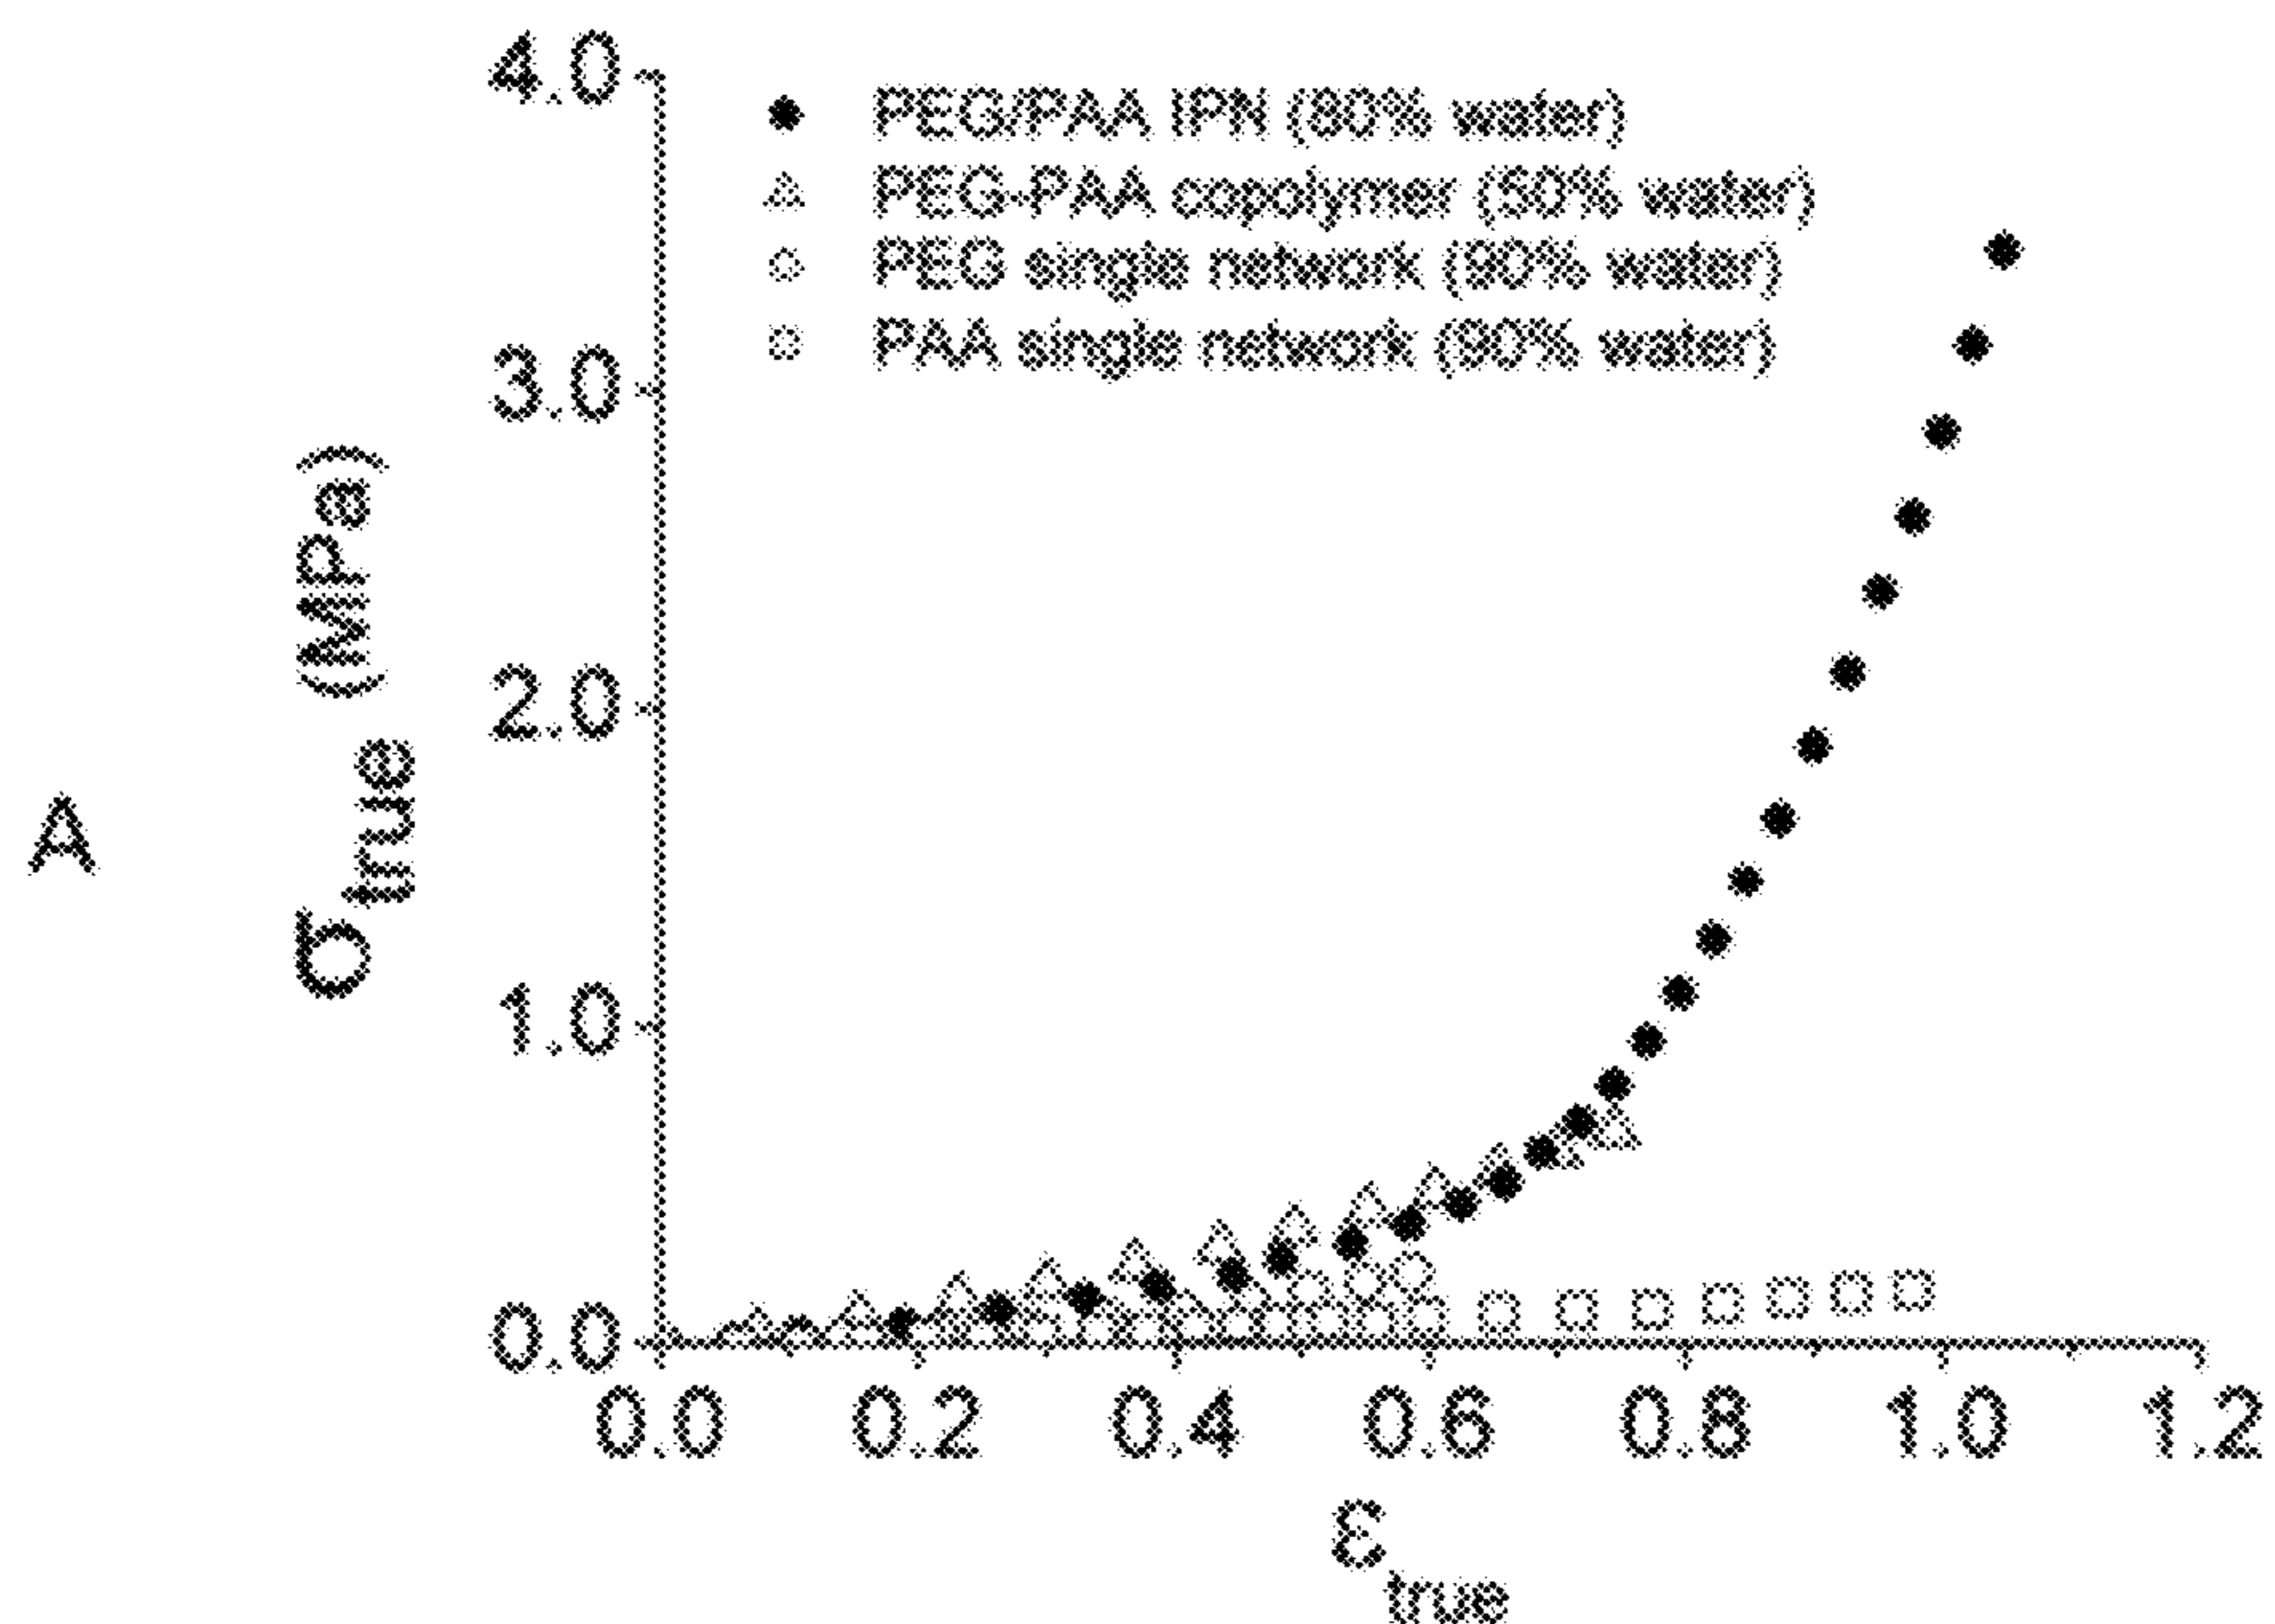 4.0
PEG/PAA IPN (80% water)
PEG-PAA copolymer (50% water)
PEG single network (90% water)
PAA single network (90% water)
3.0
σtrue (MPa)
2.0
A
1.0
0.0
0.0 0.2 0.4 0.6 0.8 1.0 1.2
εtrue